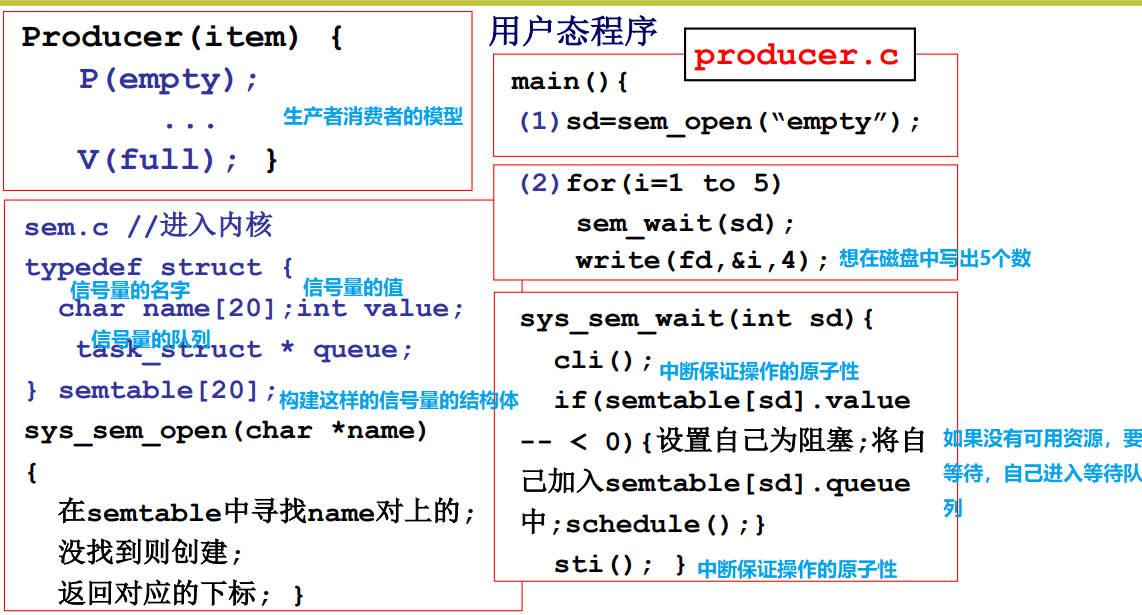 Producer(item) {
P(empty);
...
生产者消费者的模型
V(full); }
用户态程序
producer.c
main(){
(1)sd=sem_open(“empty”);
(2)for(i=1 to 5)
sem_wait(sd);
write(fd,&i,4);
想在磁盘中写出5个数
sem.c //进入内核
typedef struct {
信号量的名字
信号量的值
char name[20];int value;
信号量的队列
task_struct * queue;
} semtable[20];
构建这样的信号量的结构体
sys_sem_open(char *name)
{
在semtable中寻找name对上的;
没找到则创建;
返回对应的下标; }
sys_sem_wait(int sd){
cli();
中断保证操作的原子性
if(semtable[sd].value
-- < 0){设置自己为阻塞;将自
己加入semtable[sd].queue
中;schedule();}
如果没有可用资源，要
等待，自己进入等待队
列
sti(); }
中断保证操作的原子性